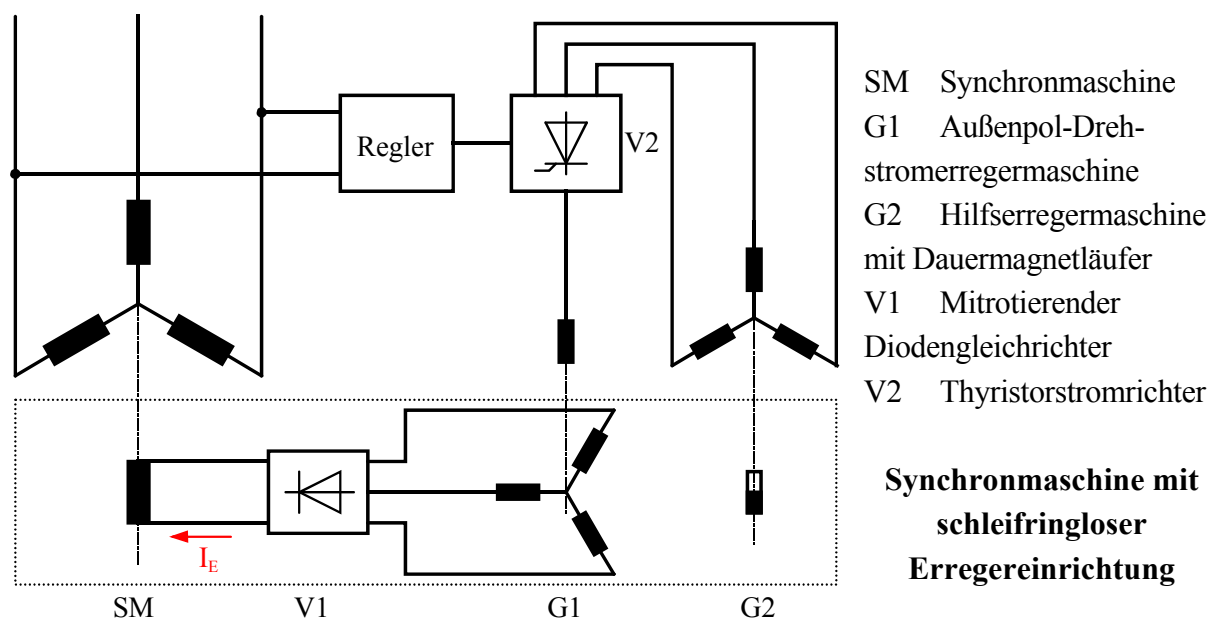 Regler
V2
I_E
SM V1 G1 G2
SM Synchronmaschine
G1 Außenpol-Dreh-
stromerregermaschine
G2 Hilfserregermaschine
mit Dauermagnetläufer
V1 Mitrotierender
Diodengleichrichter
V2 Thyristorstromrichter
Synchronmaschine mit
schleifringloser
Erregereinrichtung